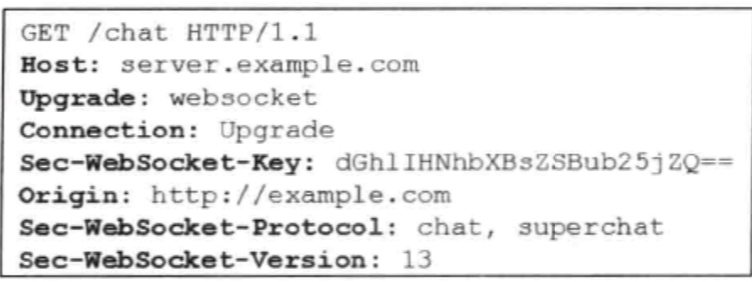 GET /chat HTTP/1.1
Host: server.example.com
Upgrade: websocket
Connection: Upgrade
Sec-WebSocket-Key: dGhlIHNhbXBsZSBub25jZQ==
Origin: http://example.com
Sec-WebSocket-Protocol: chat, superchat
Sec-WebSocket-Version: 13